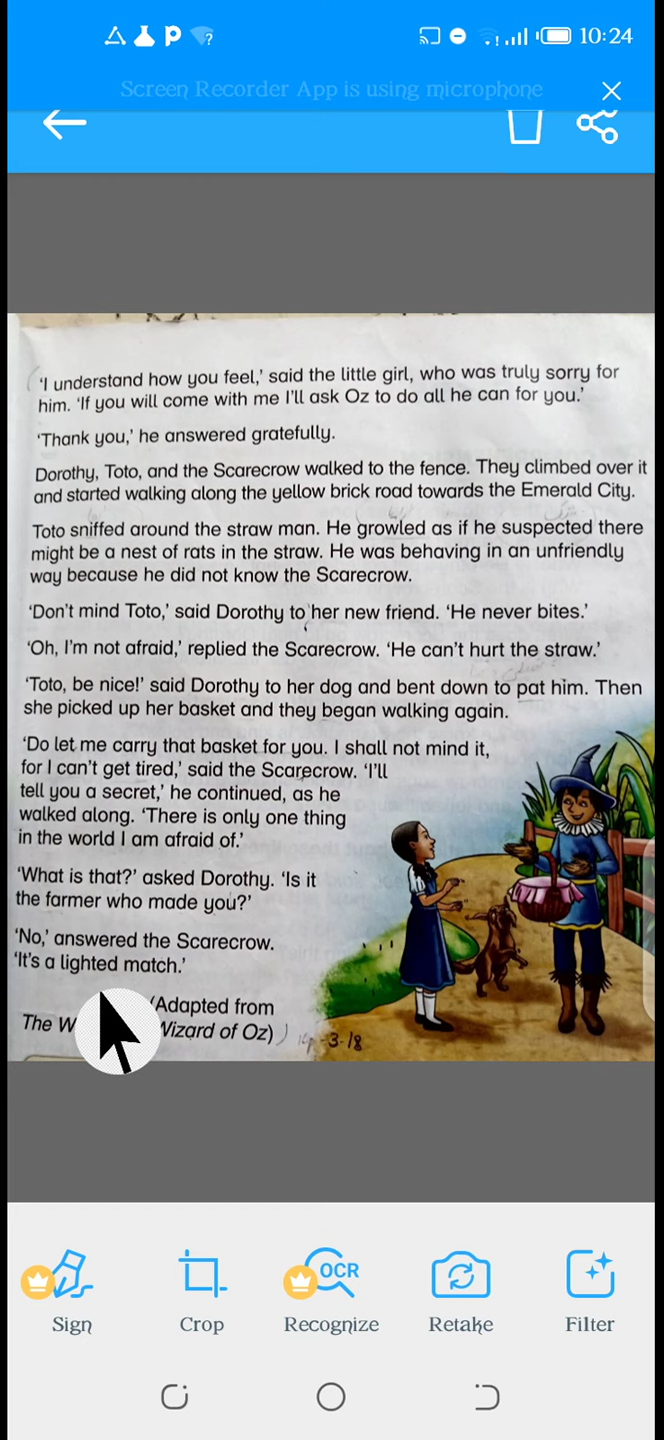 10:24
Screen Recorder App is using microphone
'I understand how you feel,' said the little girl, who was truly sorry for
him. 'If you will come with me I'll ask Oz to do all he can for you.'
'Thank you,' he answered gratefully.
Dorothy, Toto, and the Scarecrow walked to the fence. They climbed over it
and started walking along the yellow brick road towards the Emerald City.
Toto sniffed around the straw man. He growled as if he suspected there
might be a nest of rats in the straw. He was behaving in an unfriendly
way because he did not know the Scarecrow.
'Don't mind Toto,' said Dorothy to her new friend. 'He never bites.'
'Oh, I'm not afraid,' replied the Scarecrow. 'He can't hurt the straw.'
'Toto, be nice!' said Dorothy to her dog and bent down to pat him. Then
she picked up her basket and they began walking again.
'Do let me carry that basket for you. I shall not mind it,
for I can't get tired,' said the Scarecrow. 'I'll
tell you a secret,' he continued, as he
walked along. 'There is only one thing
in the world I am afraid of.'
'What is that?' asked Dorothy. 'Is it
the farmer who made you?'
'No,' answered the Scarecrow.
'It's a lighted match.'
(Adapted from
The W Wizard of Oz)
Sign
Crop
OCR
Recognize
Retake
Filter